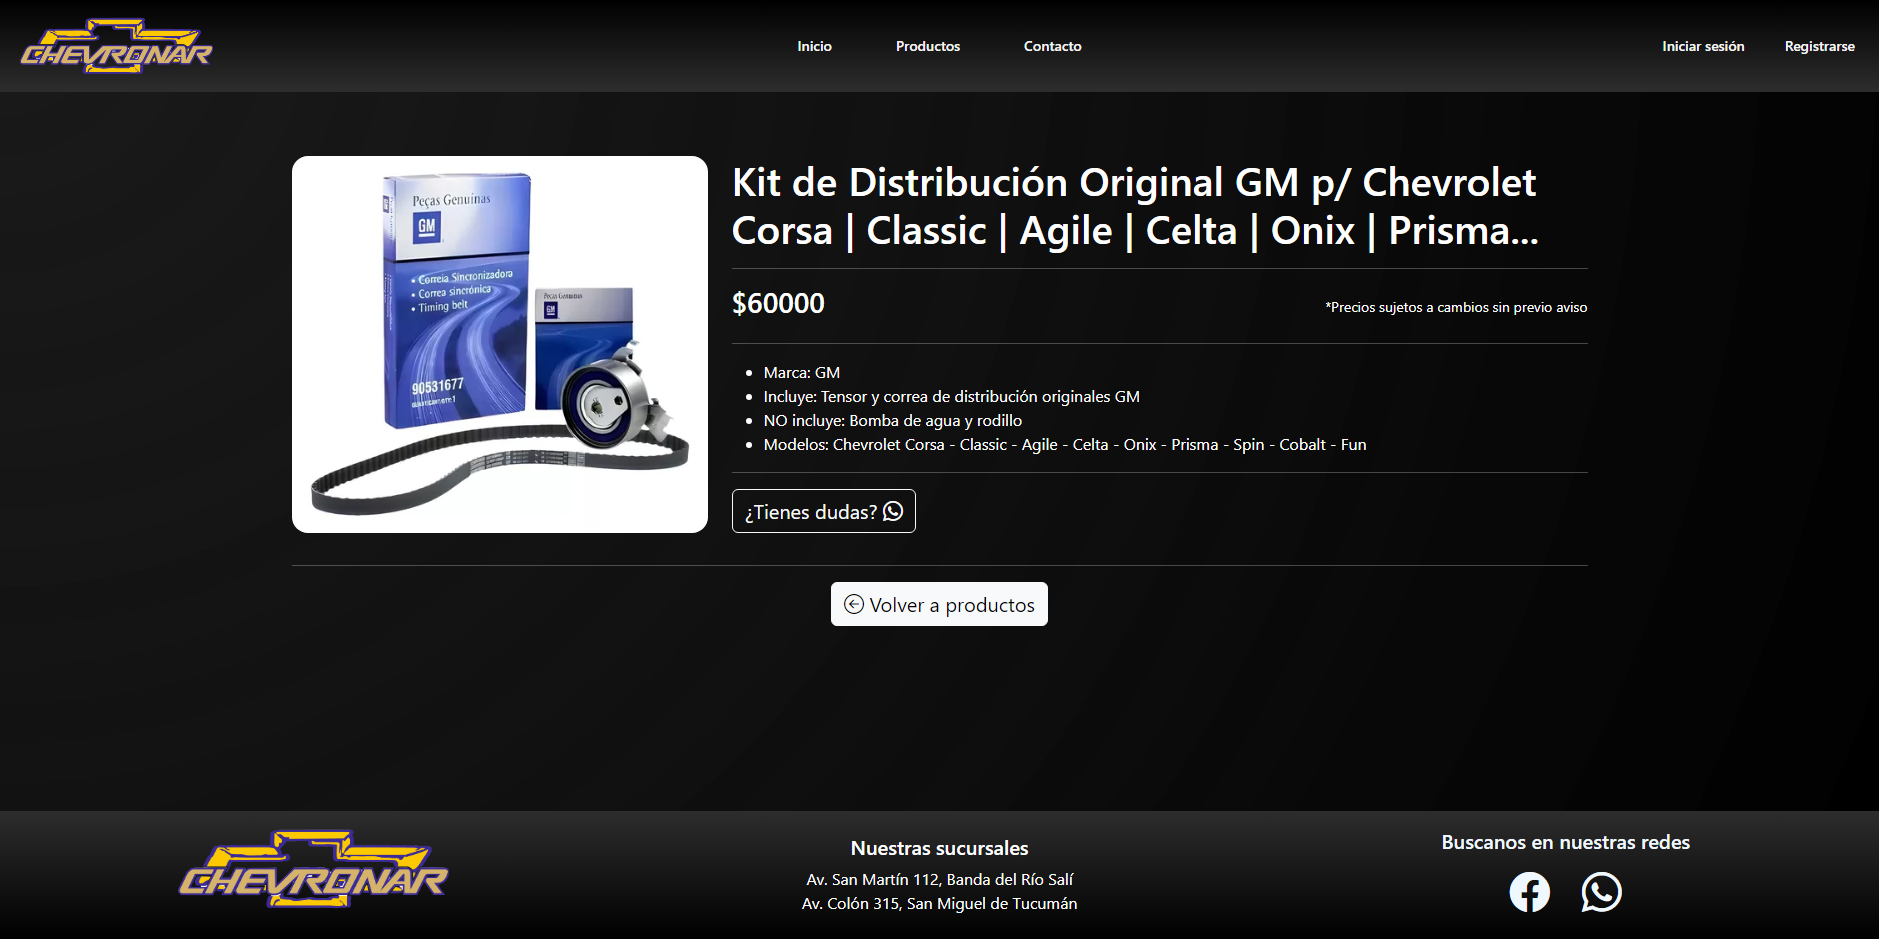 CHEVRONAR
Inicio
Productos
Contacto
Iniciar sesión
Registrarse
Peças Genuínas
GM
• Correia Sincronizadora
• Correa sincrónica
• Timing belt
90531677
Peças Genuínas
GM
Kit de Distribución Original GM p/ Chevrolet
Corsa | Classic | Agile | Celta | Onix | Prisma...
$60000
*Precios sujetos a cambios sin previo aviso
Marca: GM
Incluye: Tensor y correa de distribución originales GM
NO incluye: Bomba de agua y rodillo
Modelos: Chevrolet Corsa - Classic - Agile - Celta - Onix - Prisma - Spin - Cobalt - Fun
¿Tienes dudas?
Volver a productos
CHEVRONAR
Nuestras sucursales
Av. San Martín 112, Banda del Río Salí
Av. Colón 315, San Miguel de Tucumán
Buscanos en nuestras redes